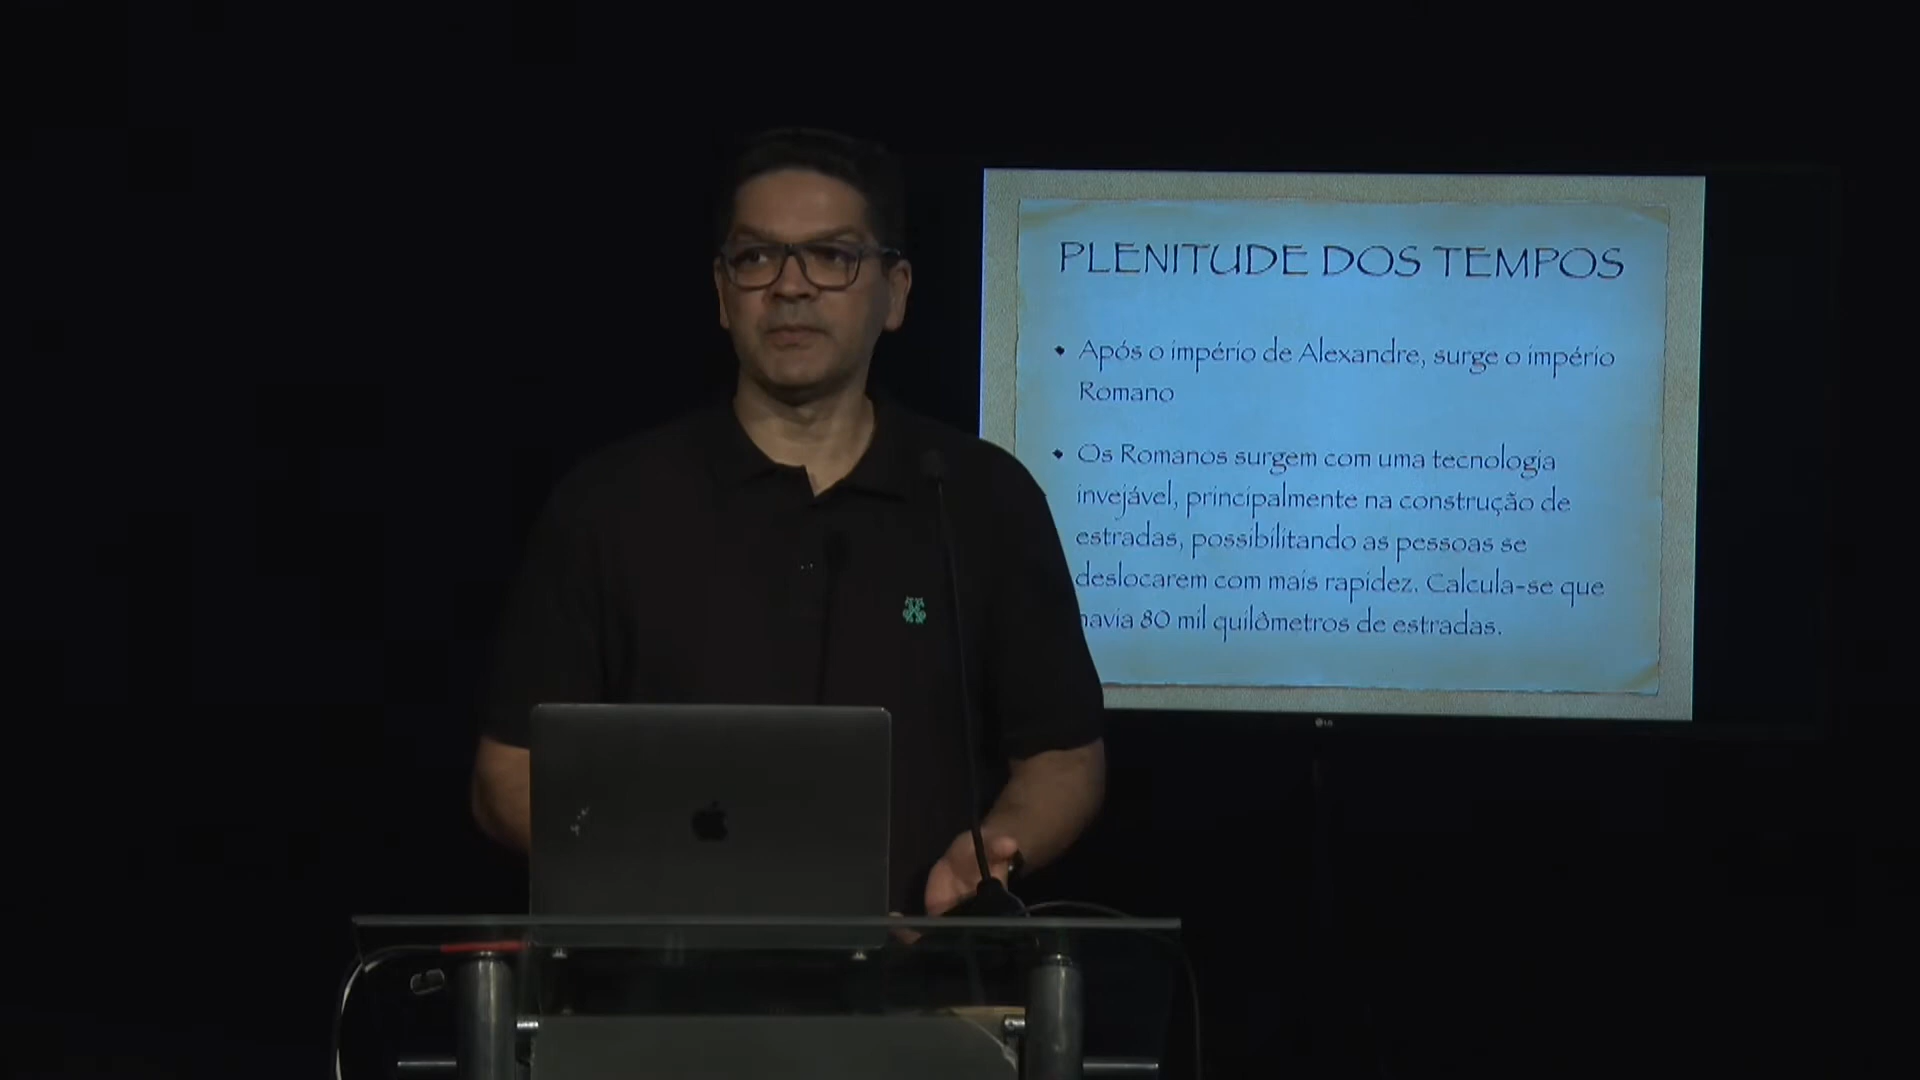 PLENITUDE DOS TEMPOS
• Após o império de Alexandre, surge o império
Romano
• Os Romanos surgem com uma tecnologia
invejável, principalmente na construção de
estradas, possibilitando as pessoas se
deslocarem com mais rapidez. Calcula-se que
havia 80 mil quilômetros de estradas.
LG